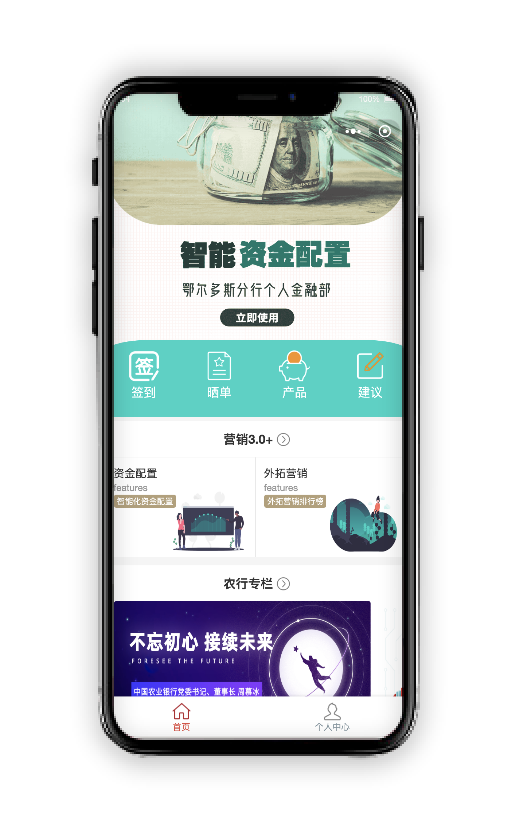 100%
智能 资金配置
鄂尔多斯分行个人金融部
立即使用
签
签到
晒单
产品
建议
营销3.0+
资金配置
features
智能化资金配置
外拓营销
features
外拓营销排行榜
农行专栏
不忘初心 接续未来
FORESEE THE FUTURE
中国农业银行党委书记、董事长 周慕冰
首页
个人中心